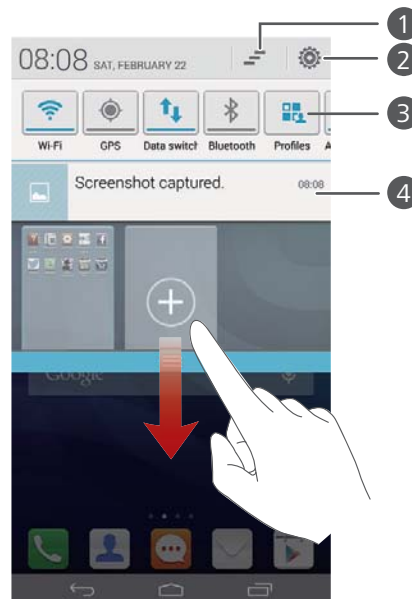 1
08:08 SAT, FEBRUARY 22
2
3
Wi-Fi GPS Data switch Bluetooth Profiles A
Screenshot captured. 08:08
4
Google